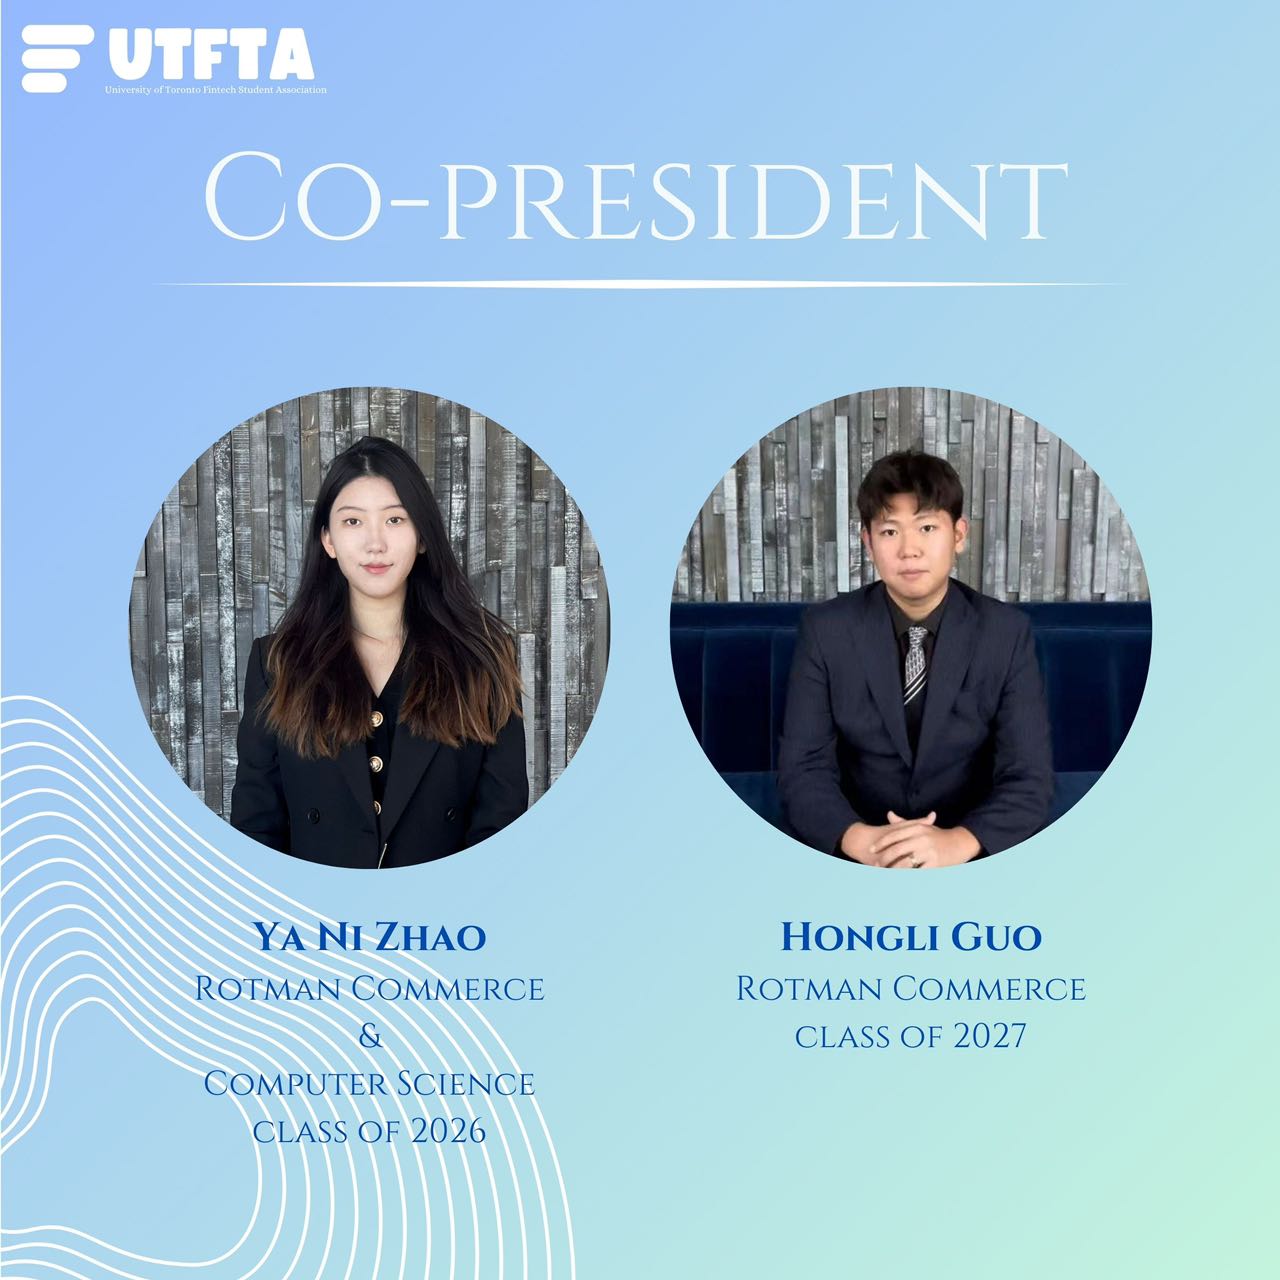 UTFTA
University of Toronto Fintech Student Association
Co-president
Ya Ni Zhao
Rotman Commerce
&
Computer Science
class of 2026
Hongli Guo
Rotman Commerce
class of 2027